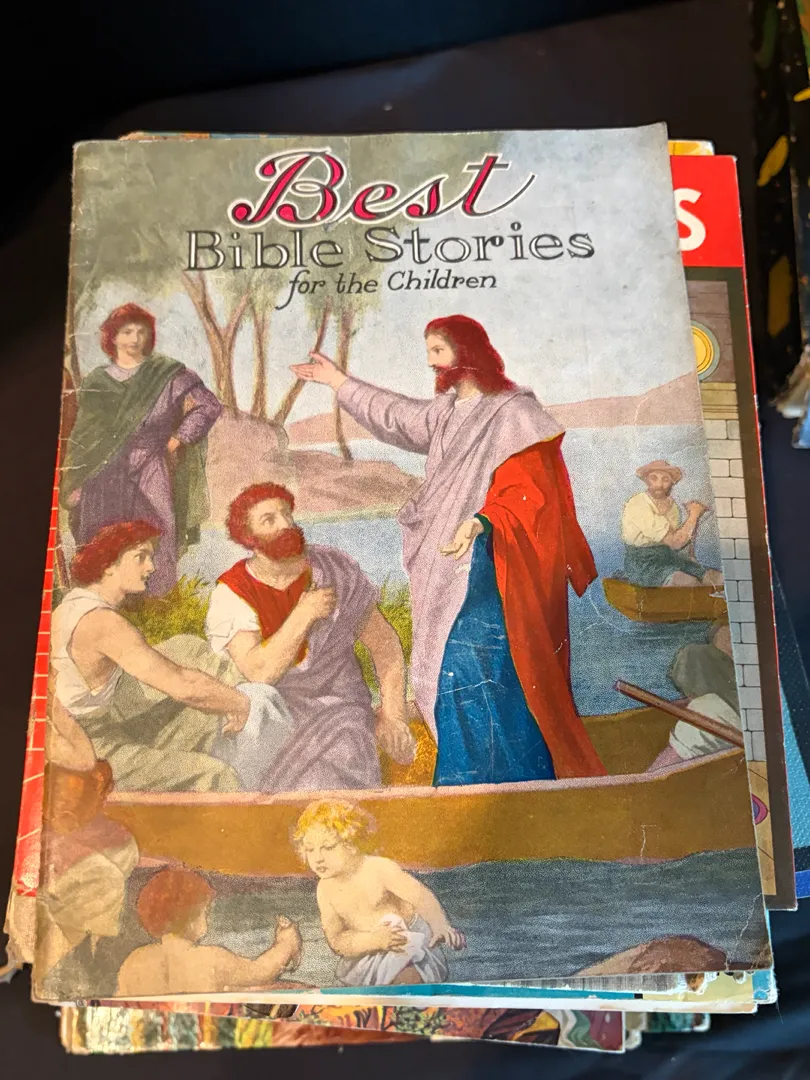 Best
Bible Stories
for the Children
S